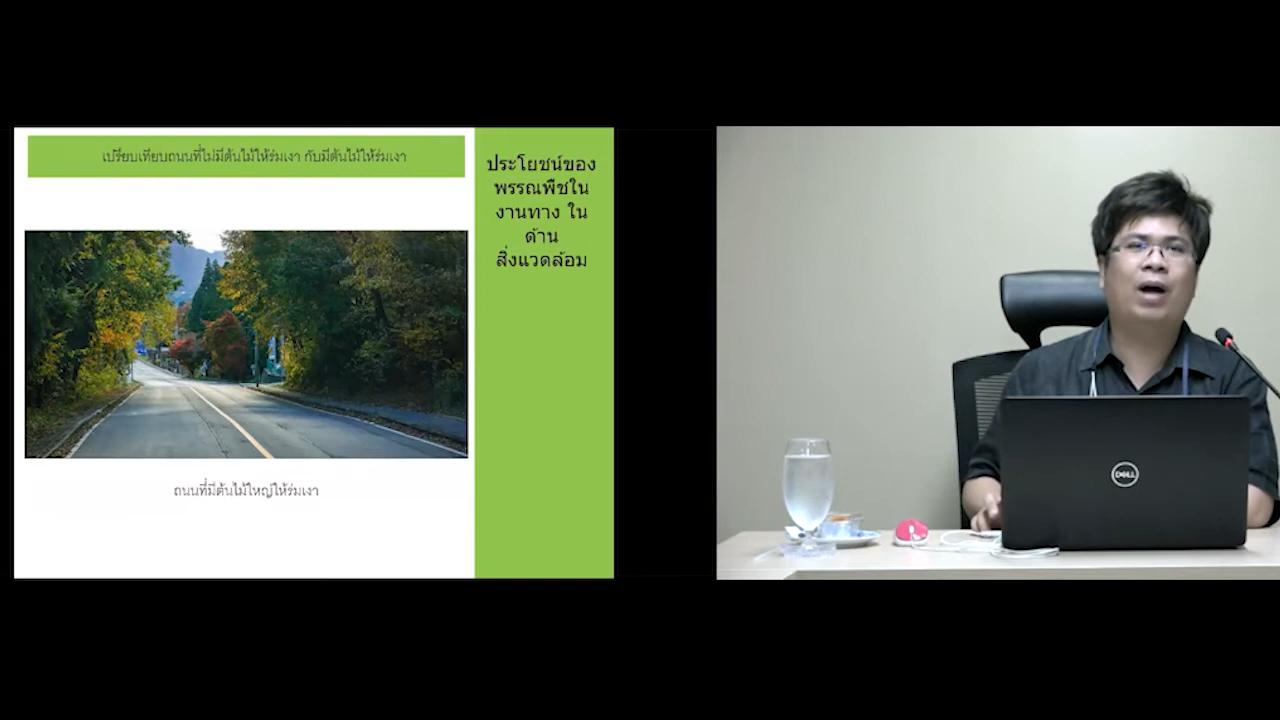 เปรียบเทียบถนนที่ไม่มีต้นไม้ให้ร่มเงา กับมีต้นไม้ให้ร่มเงา
ถนนที่มีต้นไม้ใหญ่ให้ร่มเงา
ประโยชน์ของ
พรรณพืชใน
งานทาง ใน
ด้าน
สิ่งแวดล้อม
DELL